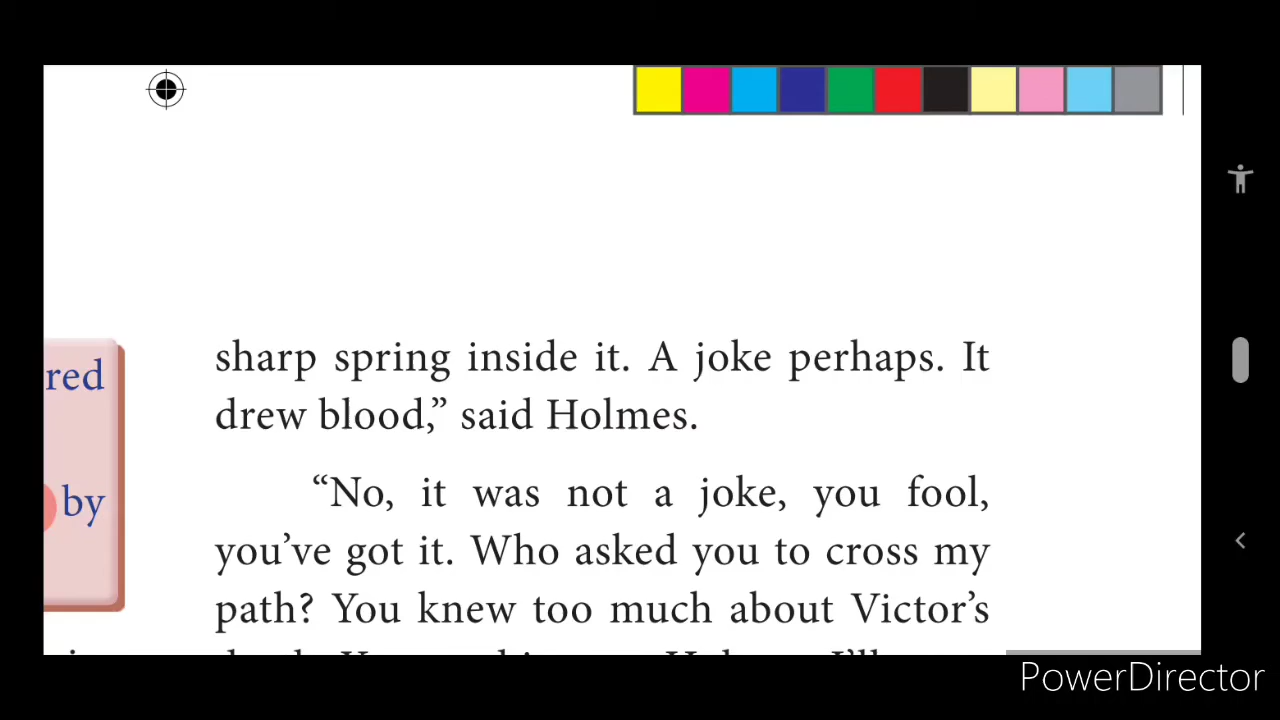 red
by
sharp spring inside it. A joke perhaps. It
drew blood,” said Holmes.
“No, it was not a joke, you fool,
you’ve got it. Who asked you to cross my
path? You knew too much about Victor’s
PowerDirector